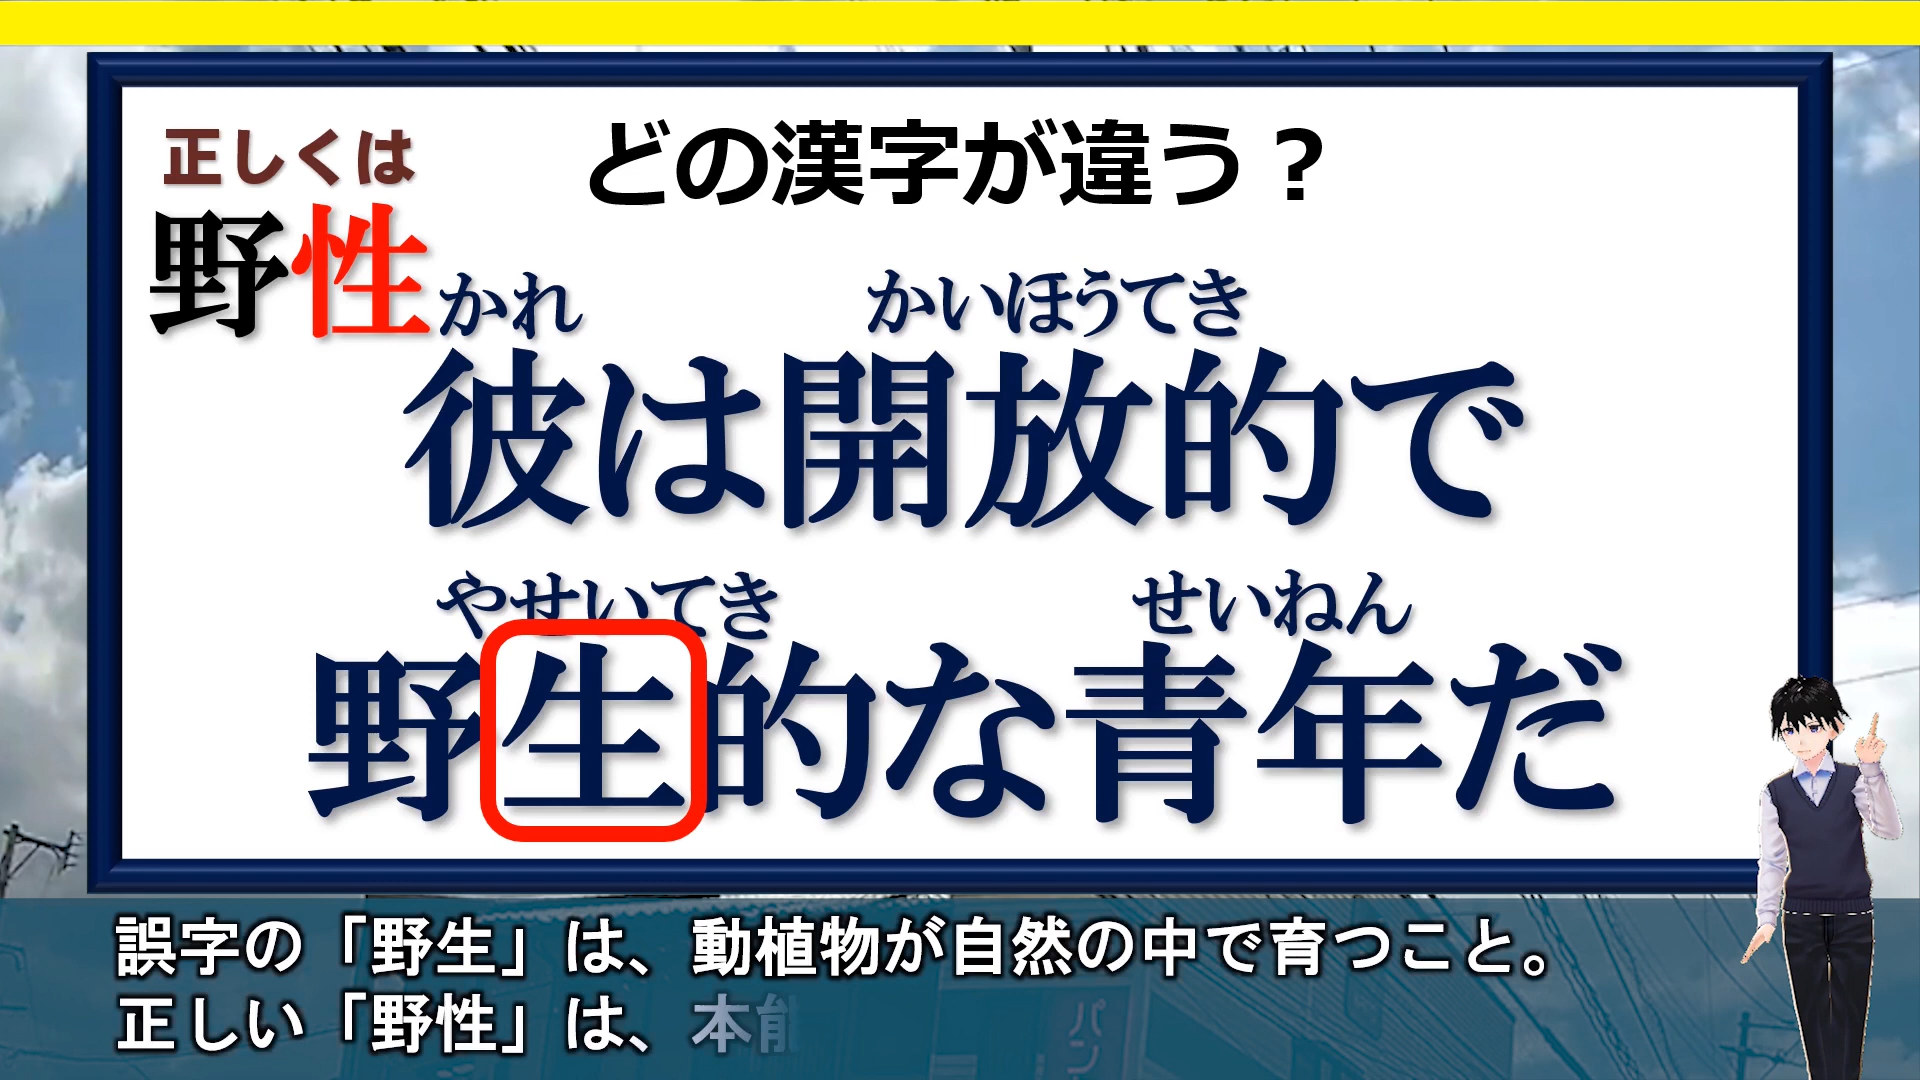 どの漢字が違う？
正しくは
野性
かれ かいほうてき
彼は開放的で
やせいてき せいねん
野生的な青年だ
誤字の「野生」は、動植物が自然の中で育つこと。
正しい「野性」は、本能
パン